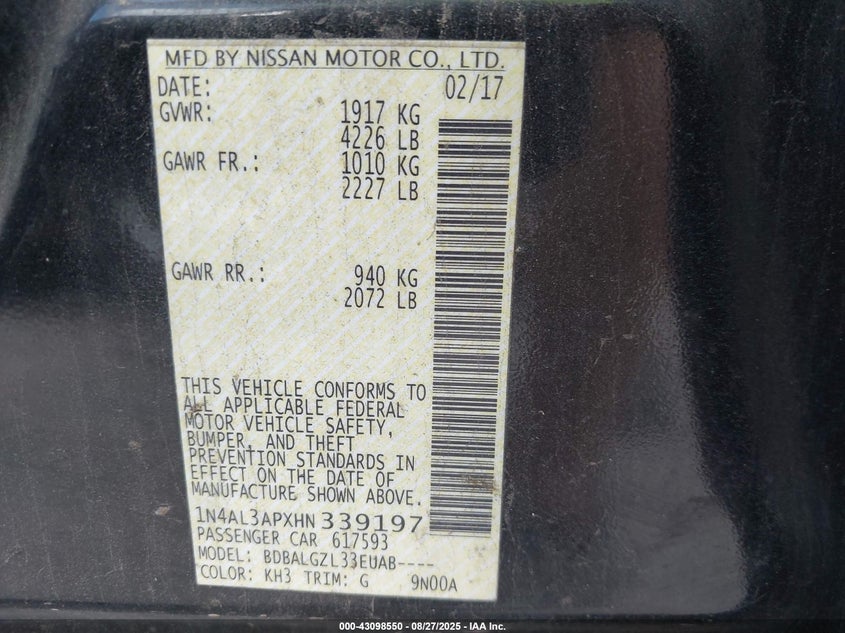 MFD BY NISSAN MOTOR CO., LTD.
DATE: 02/17
GVWR: 1917 KG
4226 LB
GAWR FR.: 1010 KG
2227 LB
GAWR RR.: 940 KG
2072 LB
THIS VEHICLE CONFORMS TO
ALL APPLICABLE FEDERAL
MOTOR VEHICLE SAFETY,
BUMPER, AND THEFT
PREVENTION STANDARDS IN
EFFECT ON THE DATE OF
MANUFACTURE SHOWN ABOVE.
1N4AL3APXHN 339197
PASSENGER CAR 617593
MODEL: BDBALGZL33EUAB----
COLOR: KH3 TRIM: G 9N00A
000-43098550 - 08/27/2025 - IAA Inc.